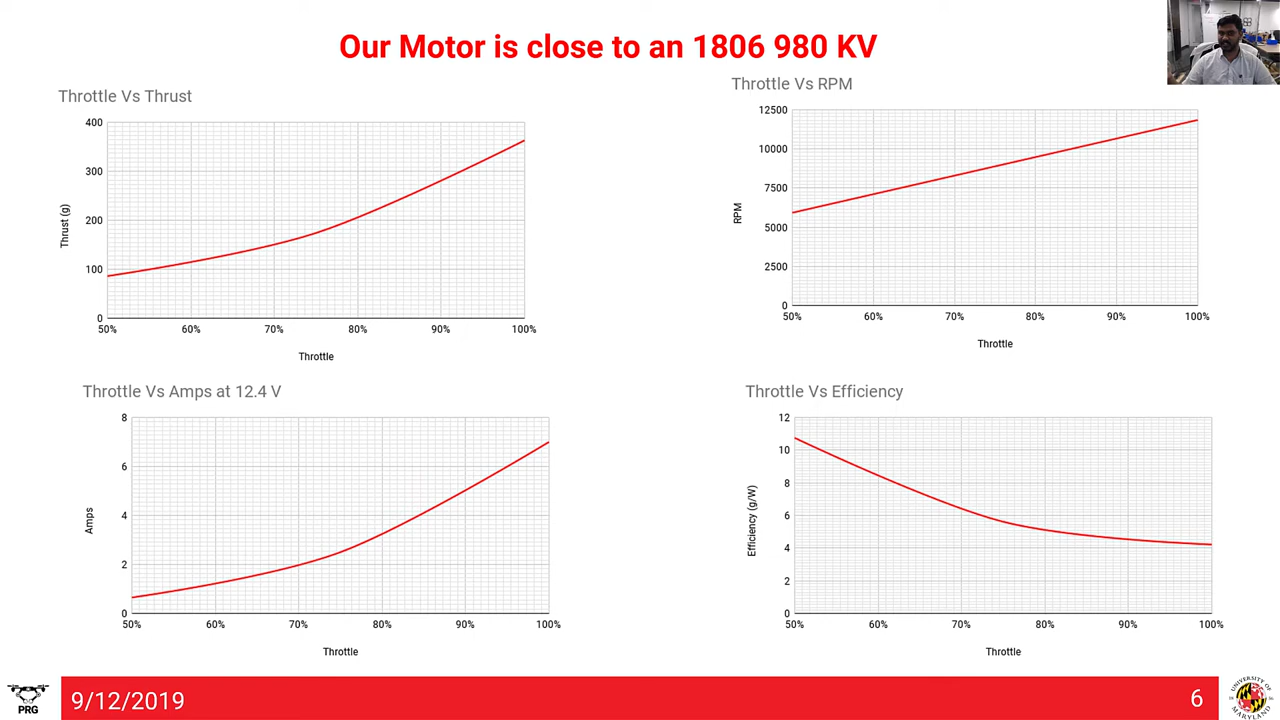 Our Motor is close to an 1806 980 KV
Throttle Vs Thrust
400
300
200
100
0
Thrust (g)
50% 60% 70% 80% 90% 100%
Throttle
Throttle Vs RPM
12500
10000
7500
5000
2500
0
RPM
50% 60% 70% 80% 90% 100%
Throttle
Throttle Vs Amps at 12.4 V
8
6
4
2
0
Amps
50% 60% 70% 80% 90% 100%
Throttle
Throttle Vs Efficiency
12
10
8
6
4
2
0
Efficiency (g/W)
50% 60% 70% 80% 90% 100%
Throttle
PRG
9/12/2019
6
UNIVERSITY OF
MARYLAND